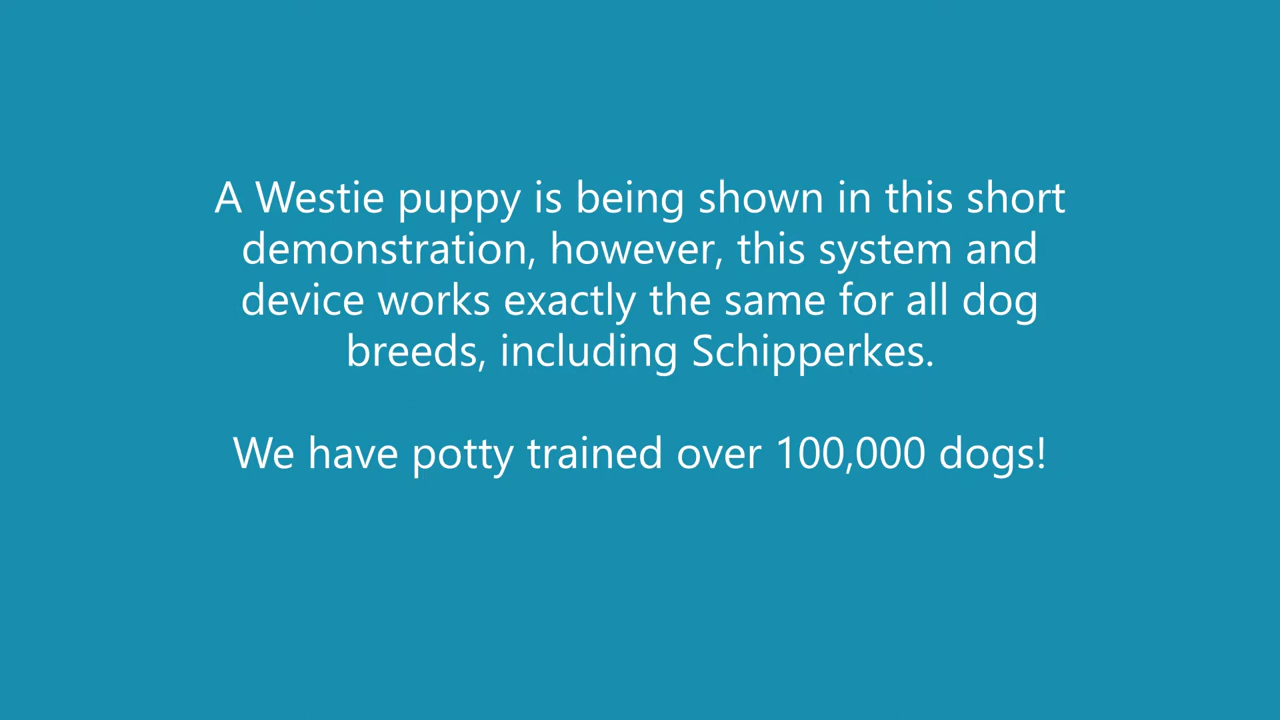 A Westie puppy is being shown in this short
demonstration, however, this system and
device works exactly the same for all dog
breeds, including Schipperkes.
We have potty trained over 100,000 dogs!